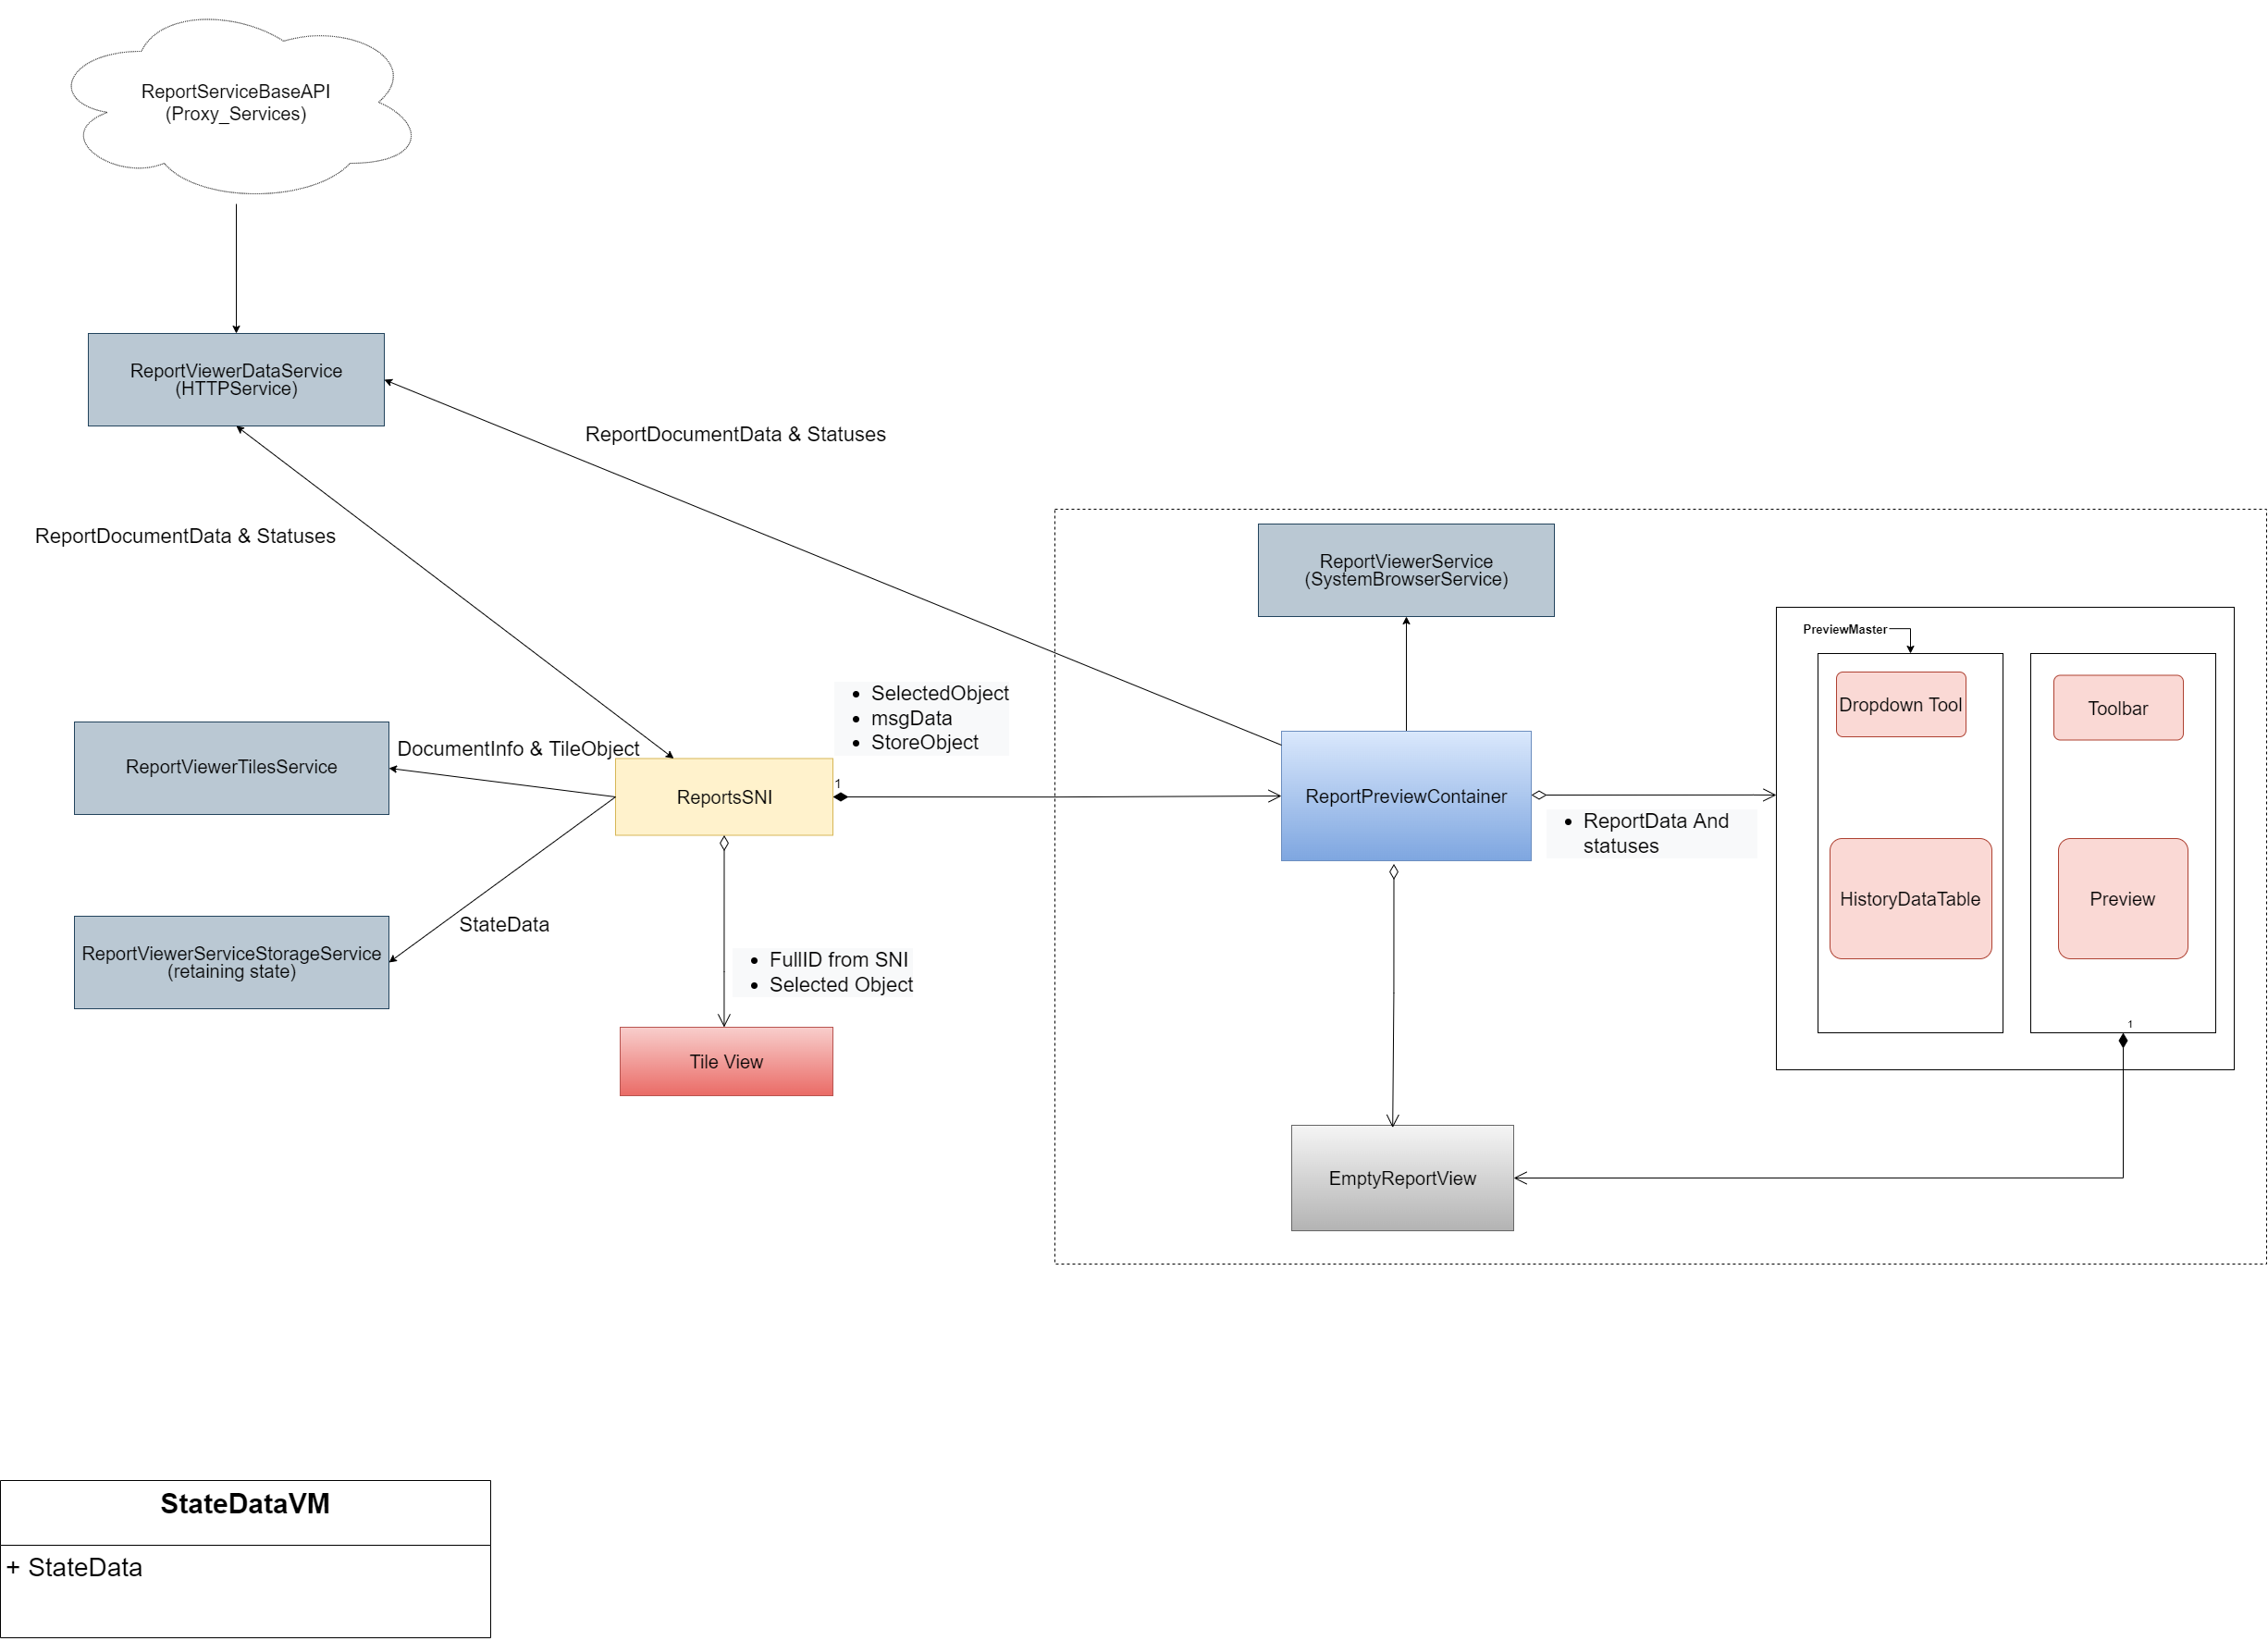 ReportServiceBaseAPI
(Proxy_Services)
ReportViewerDataService
(HTTPService)
ReportDocumentData & Statuses
ReportDocumentData & Statuses
ReportViewerService
(SystemBrowserService)
PreviewMaster
Dropdown Tool
Toolbar
• SelectedObject
• msgData
• StoreObject
DocumentInfo & TileObject
ReportViewerTilesService
1
ReportsSNI
ReportPreviewContainer
• ReportData And
statuses
HistoryDataTable
Preview
StateData
ReportViewerServiceStorageService
(retaining state)
• FullID from SNI
• Selected Object
1
Tile View
EmptyReportView
StateDataVM
+ StateData